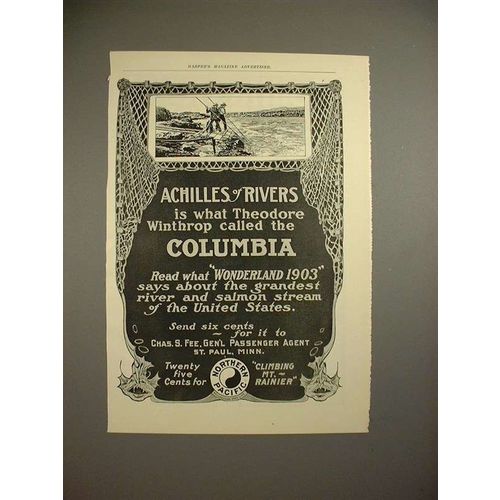 HARPER'S MAGAZINE ADVERTISER.
ACHILLES of RIVERS
is what Theodore
Winthrop called the
COLUMBIA
Read what "WONDERLAND 1903"
says about the grandest
river and salmon stream
of the United States.
Send six cents
for it to
CHAS. S. FEE, GEN'L PASSENGER AGENT
ST. PAUL, MINN.
Twenty
Five
Cents for
NORTHERN
PACIFIC
"CLIMBING
MT.
RAINIER"